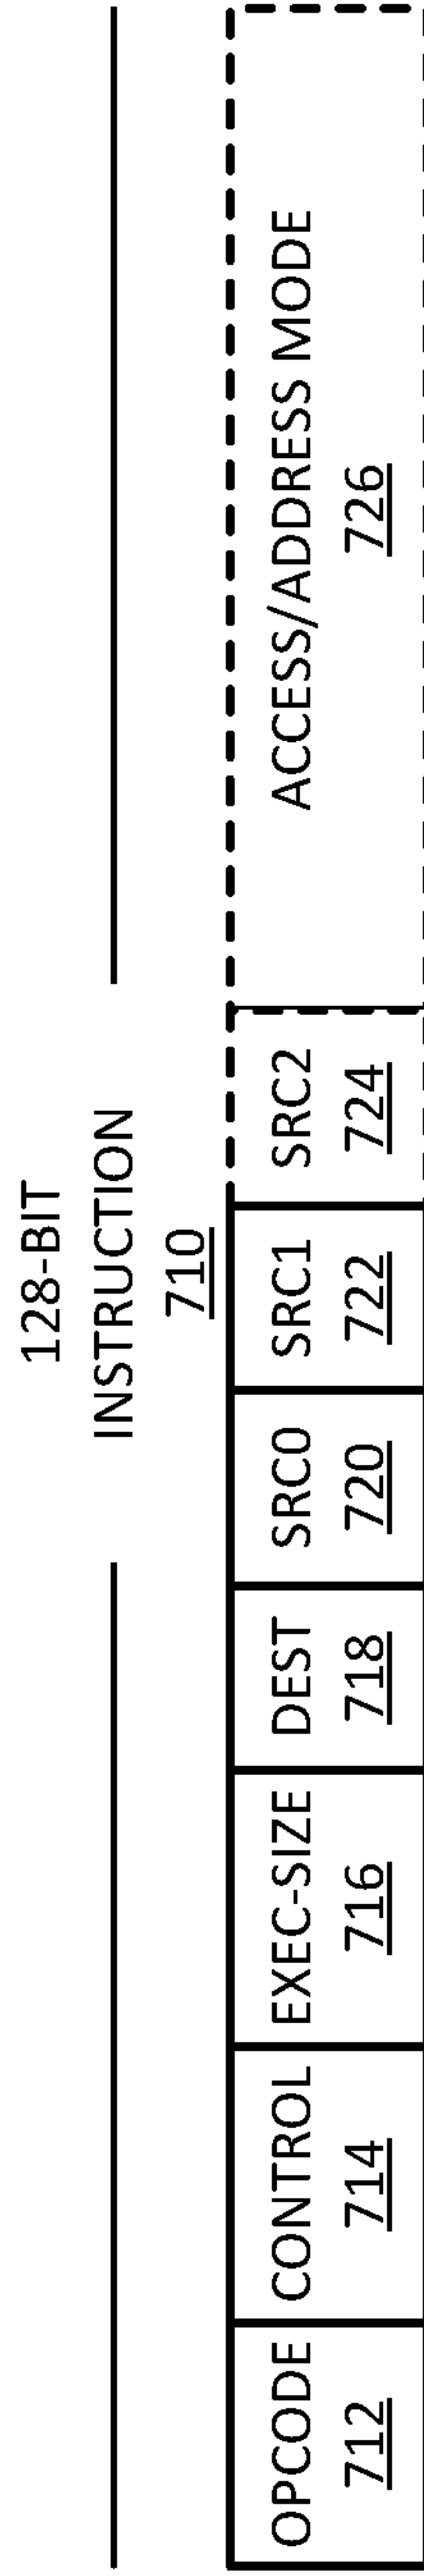 128-BIT
INSTRUCTION
710
OPCODE
712
CONTROL
714
EXEC-SIZE
716
DEST
718
SRC0
720
SRC1
722
SRC2
724
ACCESS/ADDRESS MODE
726